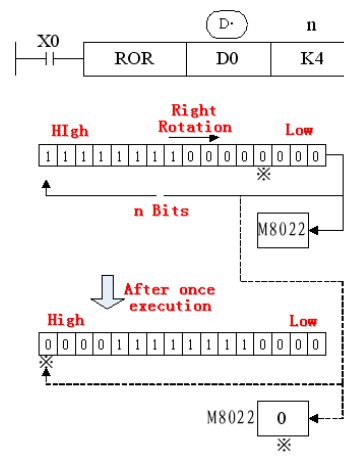 D·
n
X0
ROR D0 K4
Right
HIgh Rotation Low
1 1 1 1 1 1 1 1 0 0 0 0 0 0 0 0
※
n Bits
M8022
After once
execution
High Low
0 0 0 0 1 1 1 1 1 1 1 1 0 0 0 0
※
M8022 0
※